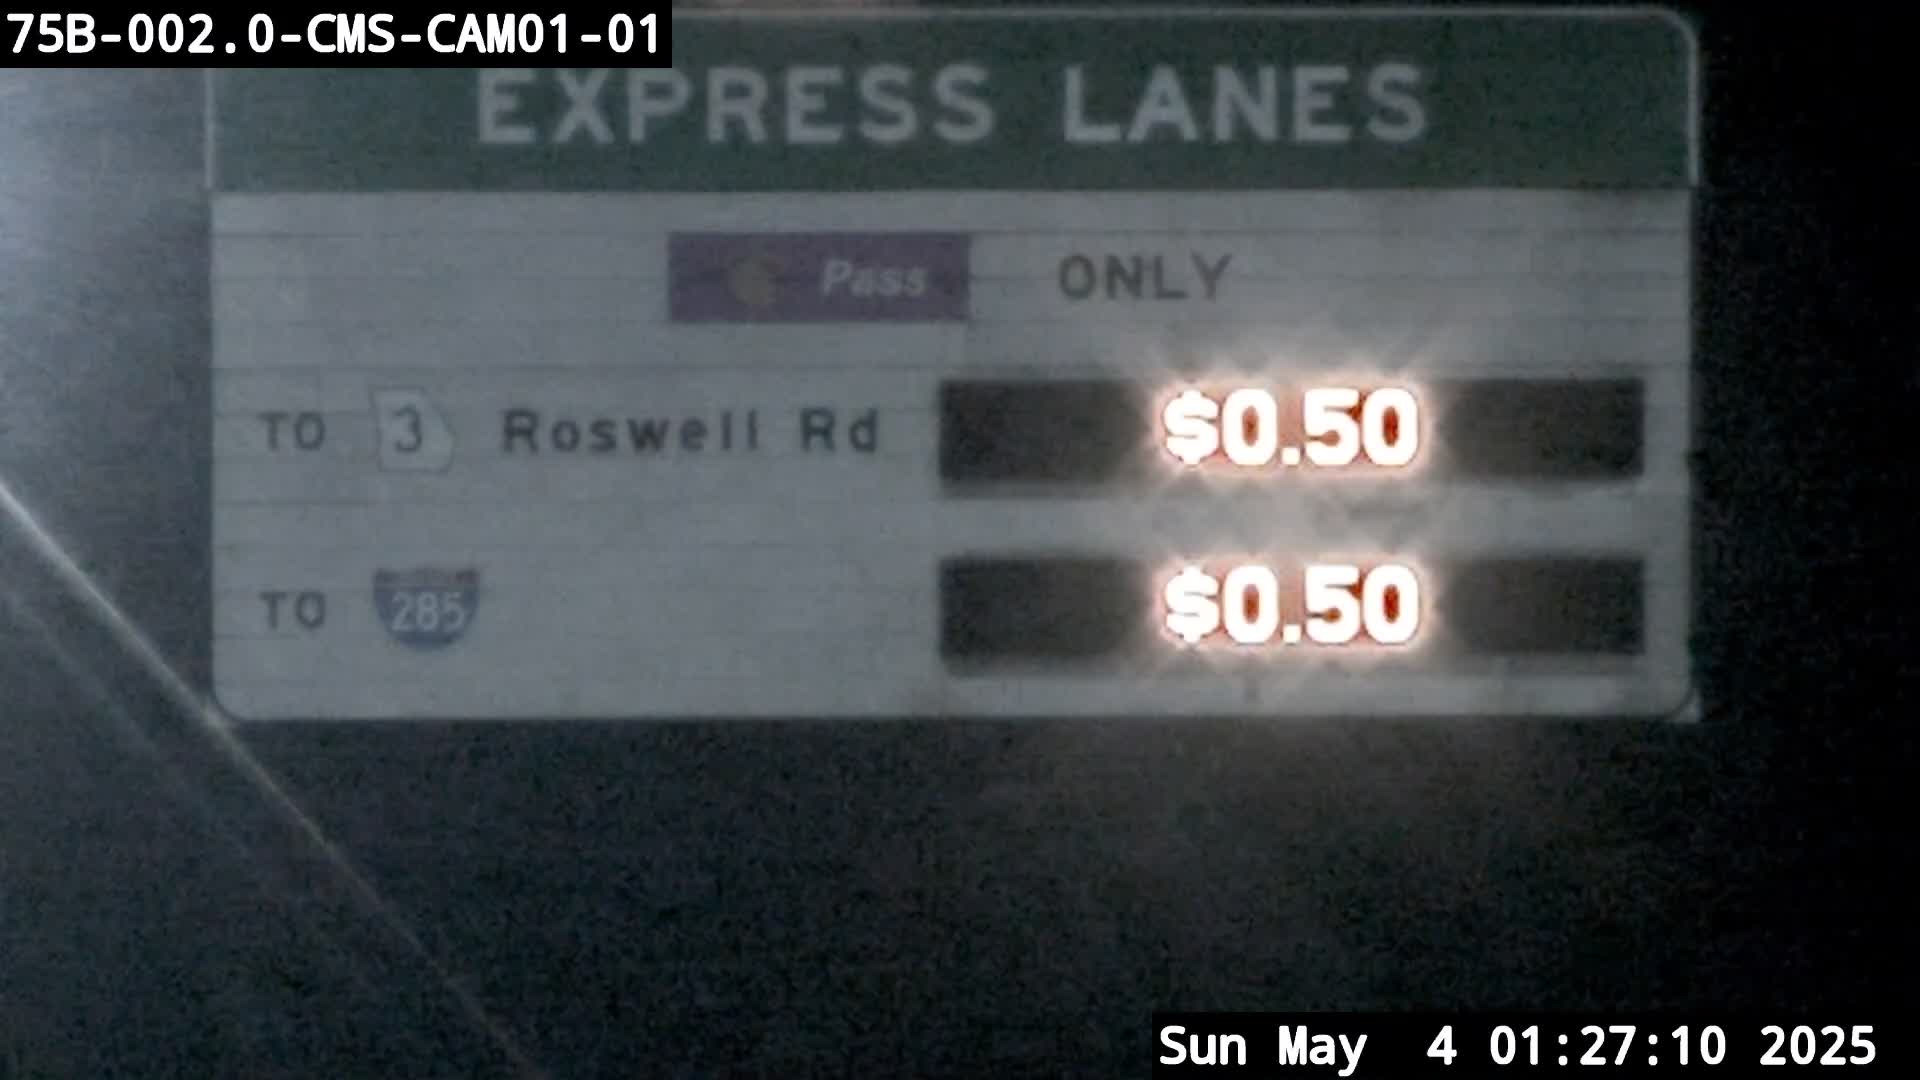 75B-002.0-CMS-CAM01-01
EXPRESS LANES
Pass ONLY
TO 3 Roswell Rd $0.50
TO 285 $0.50
Sun May 4 01:27:10 2025